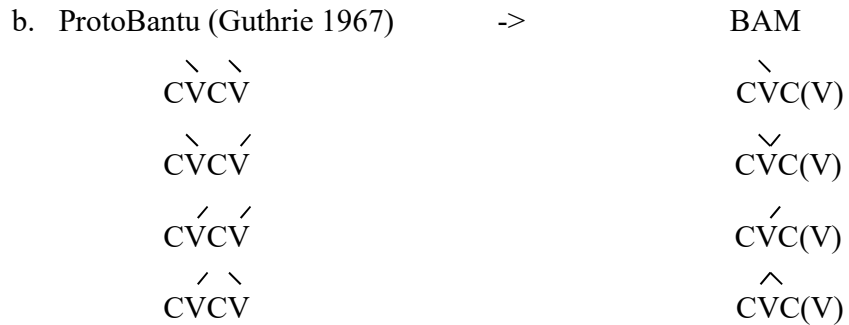 b. ProtoBantu (Guthrie 1967) -> BAM
CV̀CV̀ CV̀C(V)
CV̀CV́ CV̌C(V)
CV́CV́ CV́C(V)
CV́CV̀ CV̂C(V)